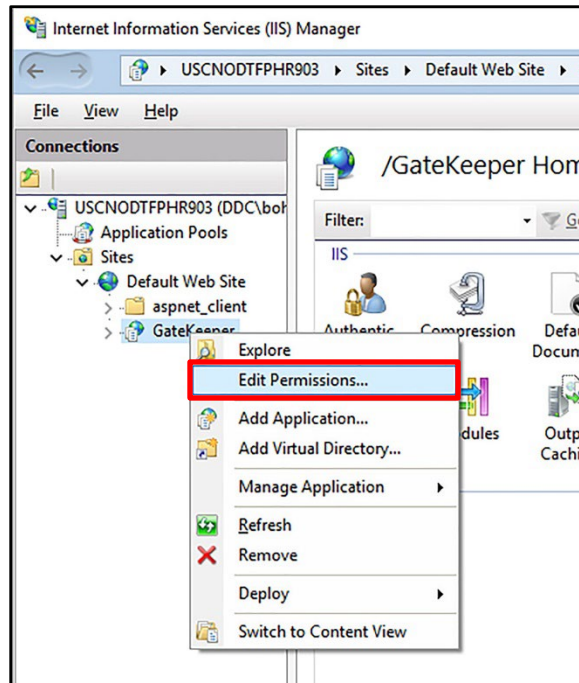 Internet Information Services (IIS) Manager
USCNODTFPHR903 Sites Default Web Site
File View Help
Connections
/GateKeeper Hom
USCNODTFPHR903 (DDC\boh
Filter:
Application Pools
Sites
IIS
Default Web Site
aspnet_client
GateKeeper
Authentic Compression Defau
Docum
Explore
Edit Permissions...
Add Application...
dules Outp
Add Virtual Directory...
Cachi
Manage Application
Refresh
Remove
Deploy
Switch to Content View